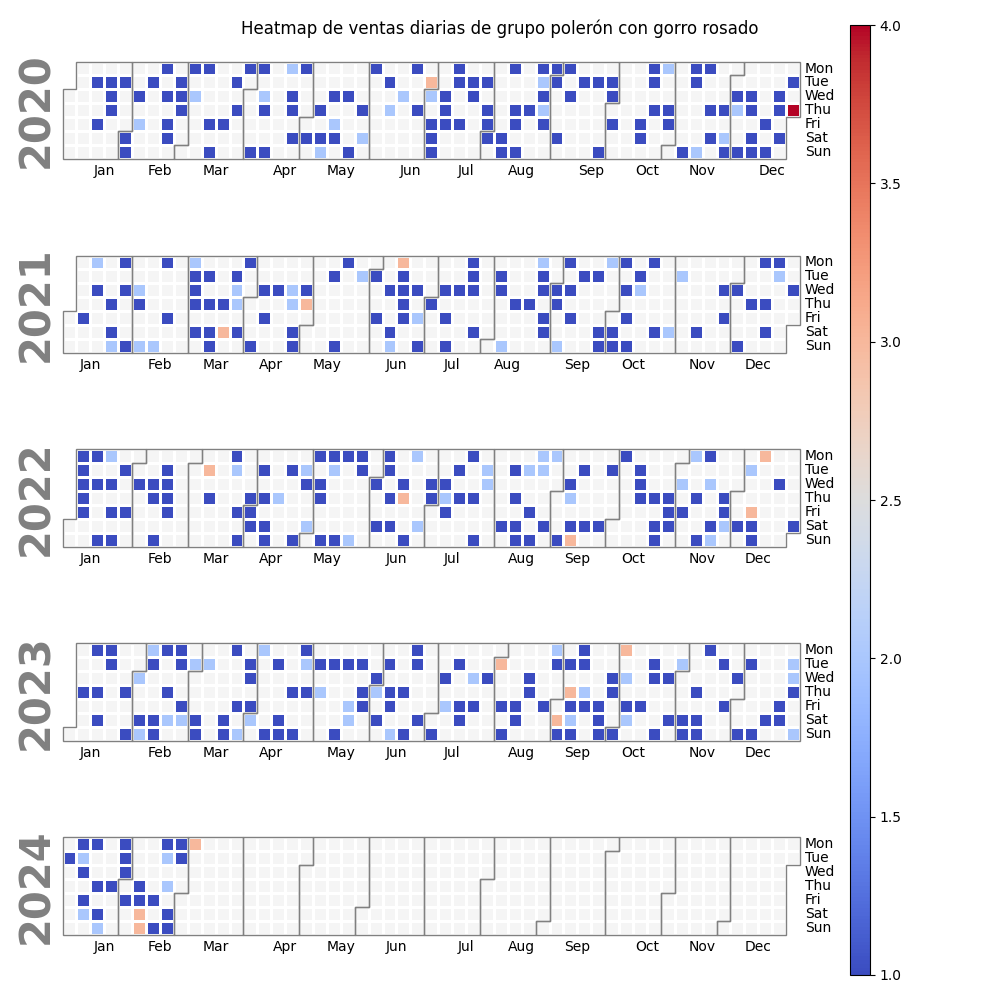 Heatmap de ventas diarias de grupo polerón con gorro rosado
2020
Mon
Tue
Wed
Thu
Fri
Sat
Sun
Jan Feb Mar Apr May Jun Jul Aug Sep Oct Nov Dec
2021
Mon
Tue
Wed
Thu
Fri
Sat
Sun
Jan Feb Mar Apr May Jun Jul Aug Sep Oct Nov Dec
2022
Mon
Tue
Wed
Thu
Fri
Sat
Sun
Jan Feb Mar Apr May Jun Jul Aug Sep Oct Nov Dec
2023
Mon
Tue
Wed
Thu
Fri
Sat
Sun
Jan Feb Mar Apr May Jun Jul Aug Sep Oct Nov Dec
2024
Mon
Tue
Wed
Thu
Fri
Sat
Sun
Jan Feb Mar Apr May Jun Jul Aug Sep Oct Nov Dec
4.0
3.5
3.0
2.5
2.0
1.5
1.0